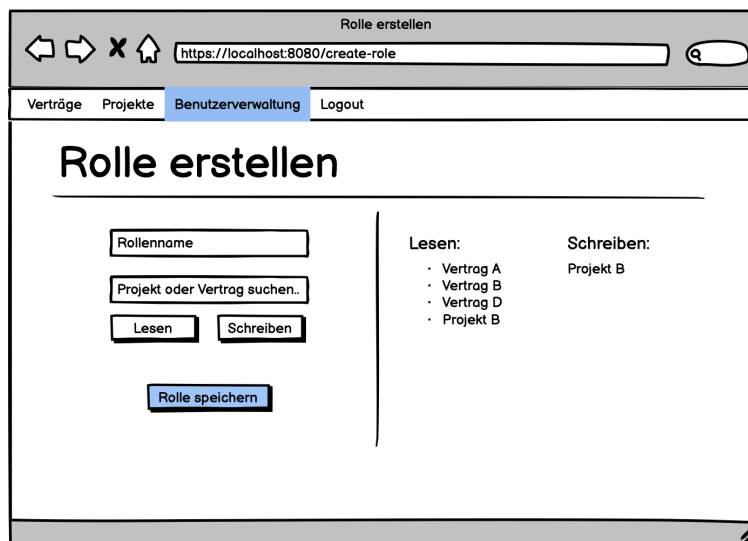 Rolle erstellen
https://localhost:8080/create-role
Verträge Projekte Benutzerverwaltung Logout
Rolle erstellen
Rollenname
Projekt oder Vertrag suchen..
Lesen Schreiben
Rolle speichern
Lesen:
· Vertrag A
· Vertrag B
· Vertrag D
· Projekt B
Schreiben:
Projekt B